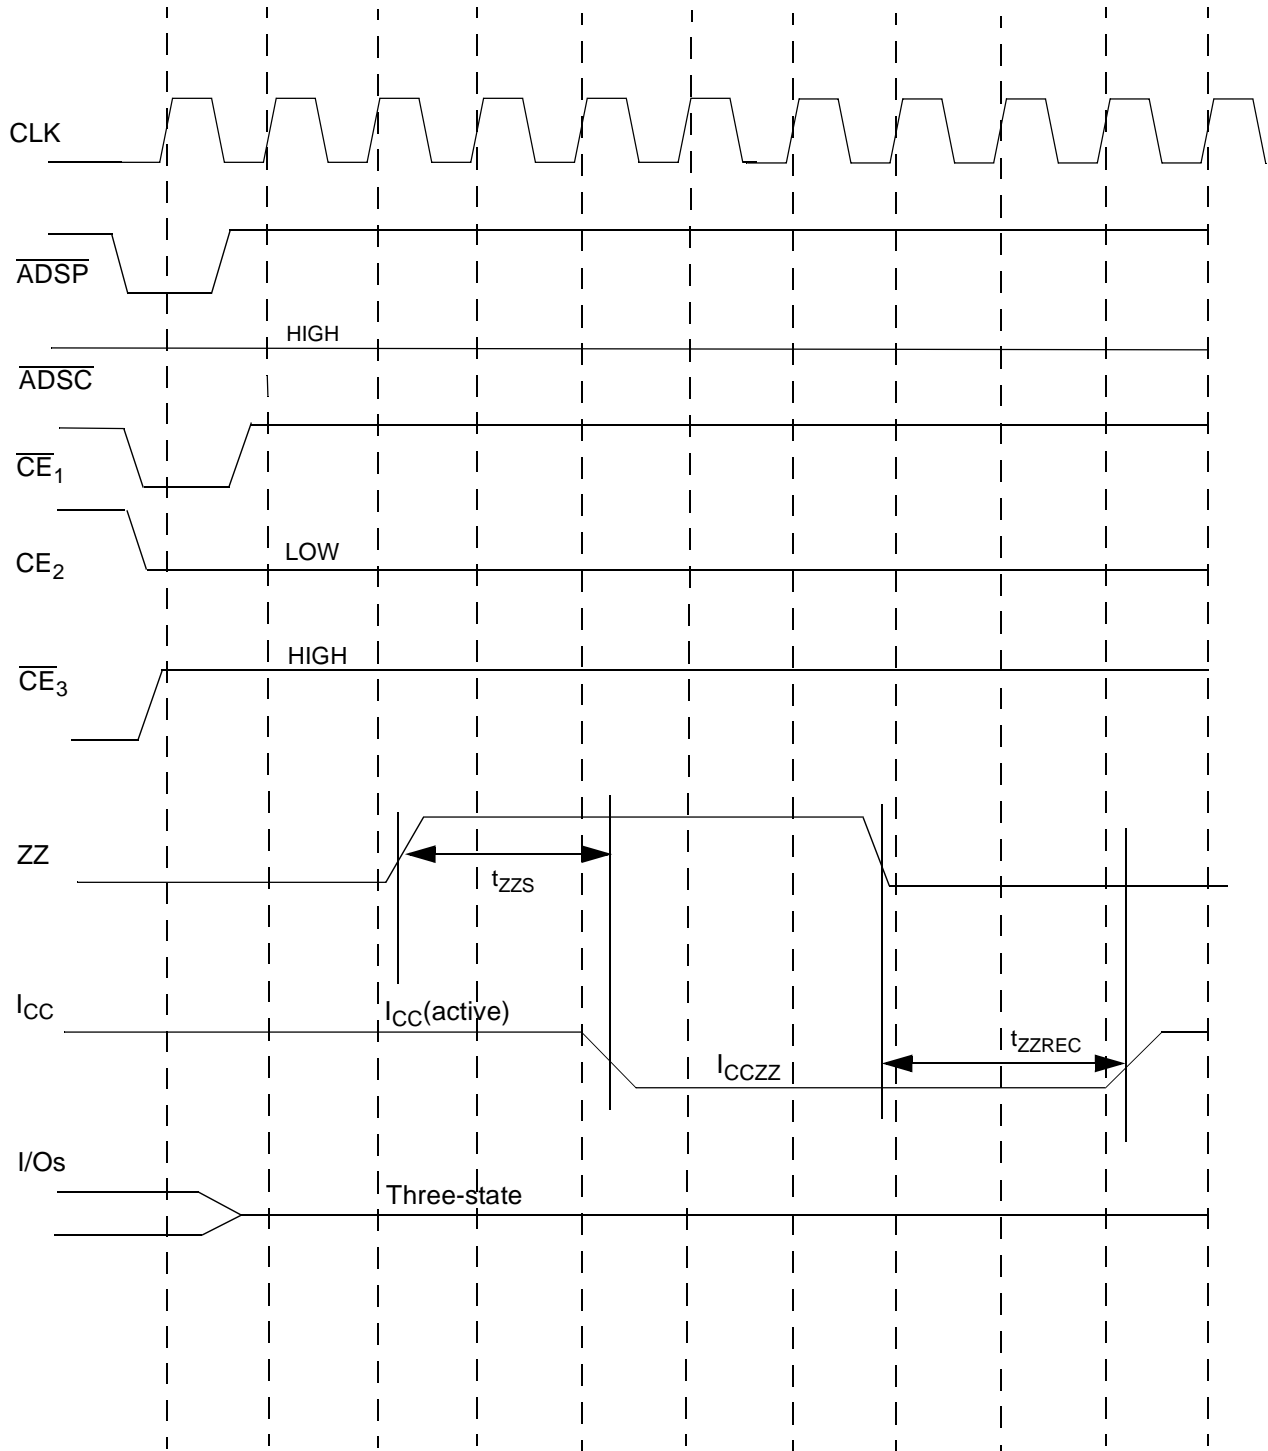 CLK
ADSP
HIGH
ADSC
CE1
LOW
CE2
HIGH
CE3
ZZ
tZZS
ICC
ICC(active)
tZZREC
ICCZZ
I/Os
Three-state